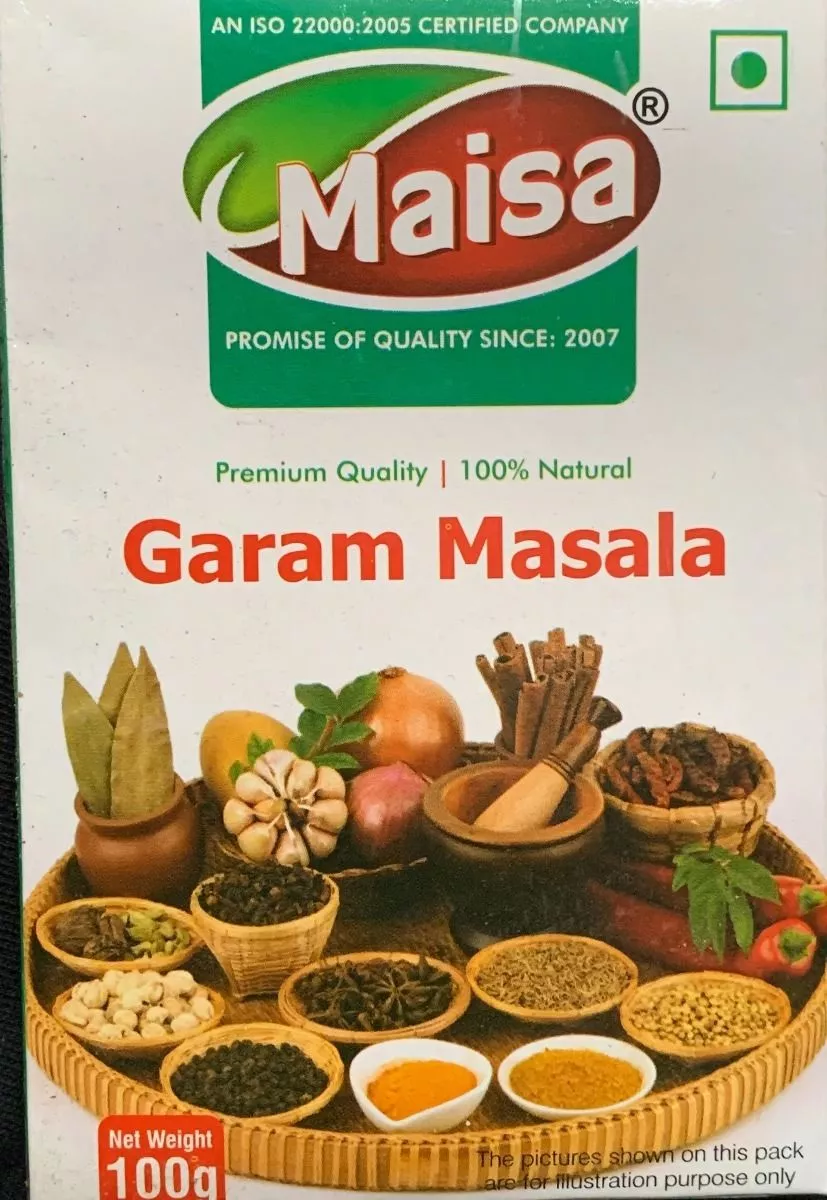 AN ISO 22000:2005 CERTIFIED COMPANY
Maisa ®
PROMISE OF QUALITY SINCE: 2007
Premium Quality | 100% Natural
Garam Masala
Net Weight
100g
The pictures shown on this pack
are for illustration purpose only